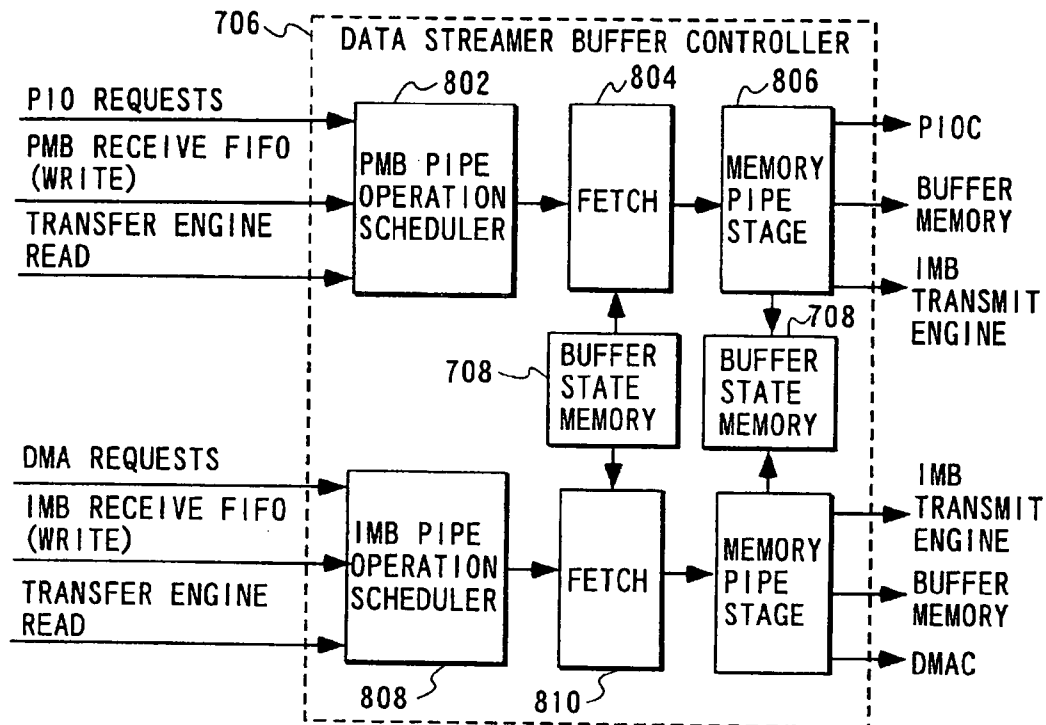 706
DATA STREAMER BUFFER CONTROLLER
802
804
806
PIO REQUESTS
PMB RECEIVE FIFO
(WRITE)
TRANSFER ENGINE
READ
PMB PIPE
OPERATION
SCHEDULER
FETCH
MEMORY
PIPE
STAGE
PIOC
BUFFER
MEMORY
IMB
TRANSMIT
ENGINE
708
BUFFER
STATE
MEMORY
708
BUFFER
STATE
MEMORY
DMA REQUESTS
IMB RECEIVE FIFO
(WRITE)
TRANSFER ENGINE
READ
IMB PIPE
OPERATION
SCHEDULER
FETCH
MEMORY
PIPE
STAGE
IMB
TRANSMIT
ENGINE
BUFFER
MEMORY
DMAC
808
810